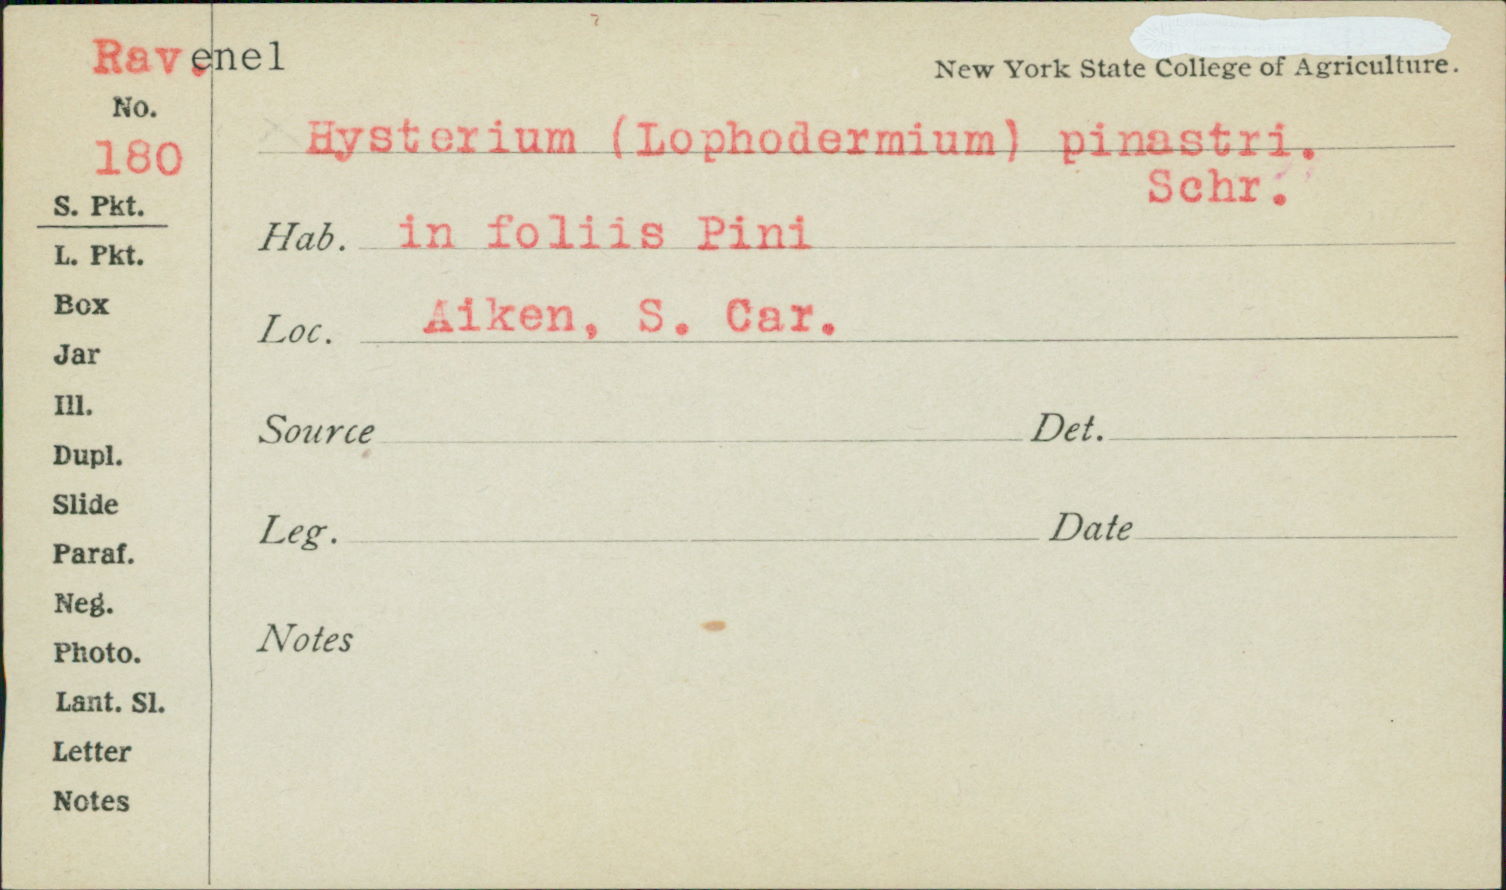 Rav.enel
New York State College of Agriculture.
No.
180
Hysterium (Lophodermium) pinastri.
Schr.
S. Pkt.
Hab. in foliis Pini
L. Pkt.
Box
Loc. Aiken, S. Car.
Jar
Ill.
Source Det.
Dupl.
Slide
Leg. Date
Paraf.
Neg.
Notes
Photo.
Lant. Sl.
Letter
Notes